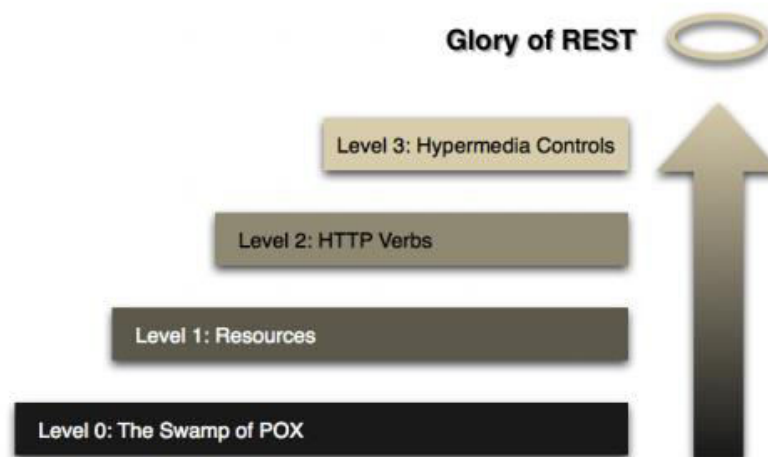 Glory of REST
Level 3: Hypermedia Controls
Level 2: HTTP Verbs
Level 1: Resources
Level 0: The Swamp of POX